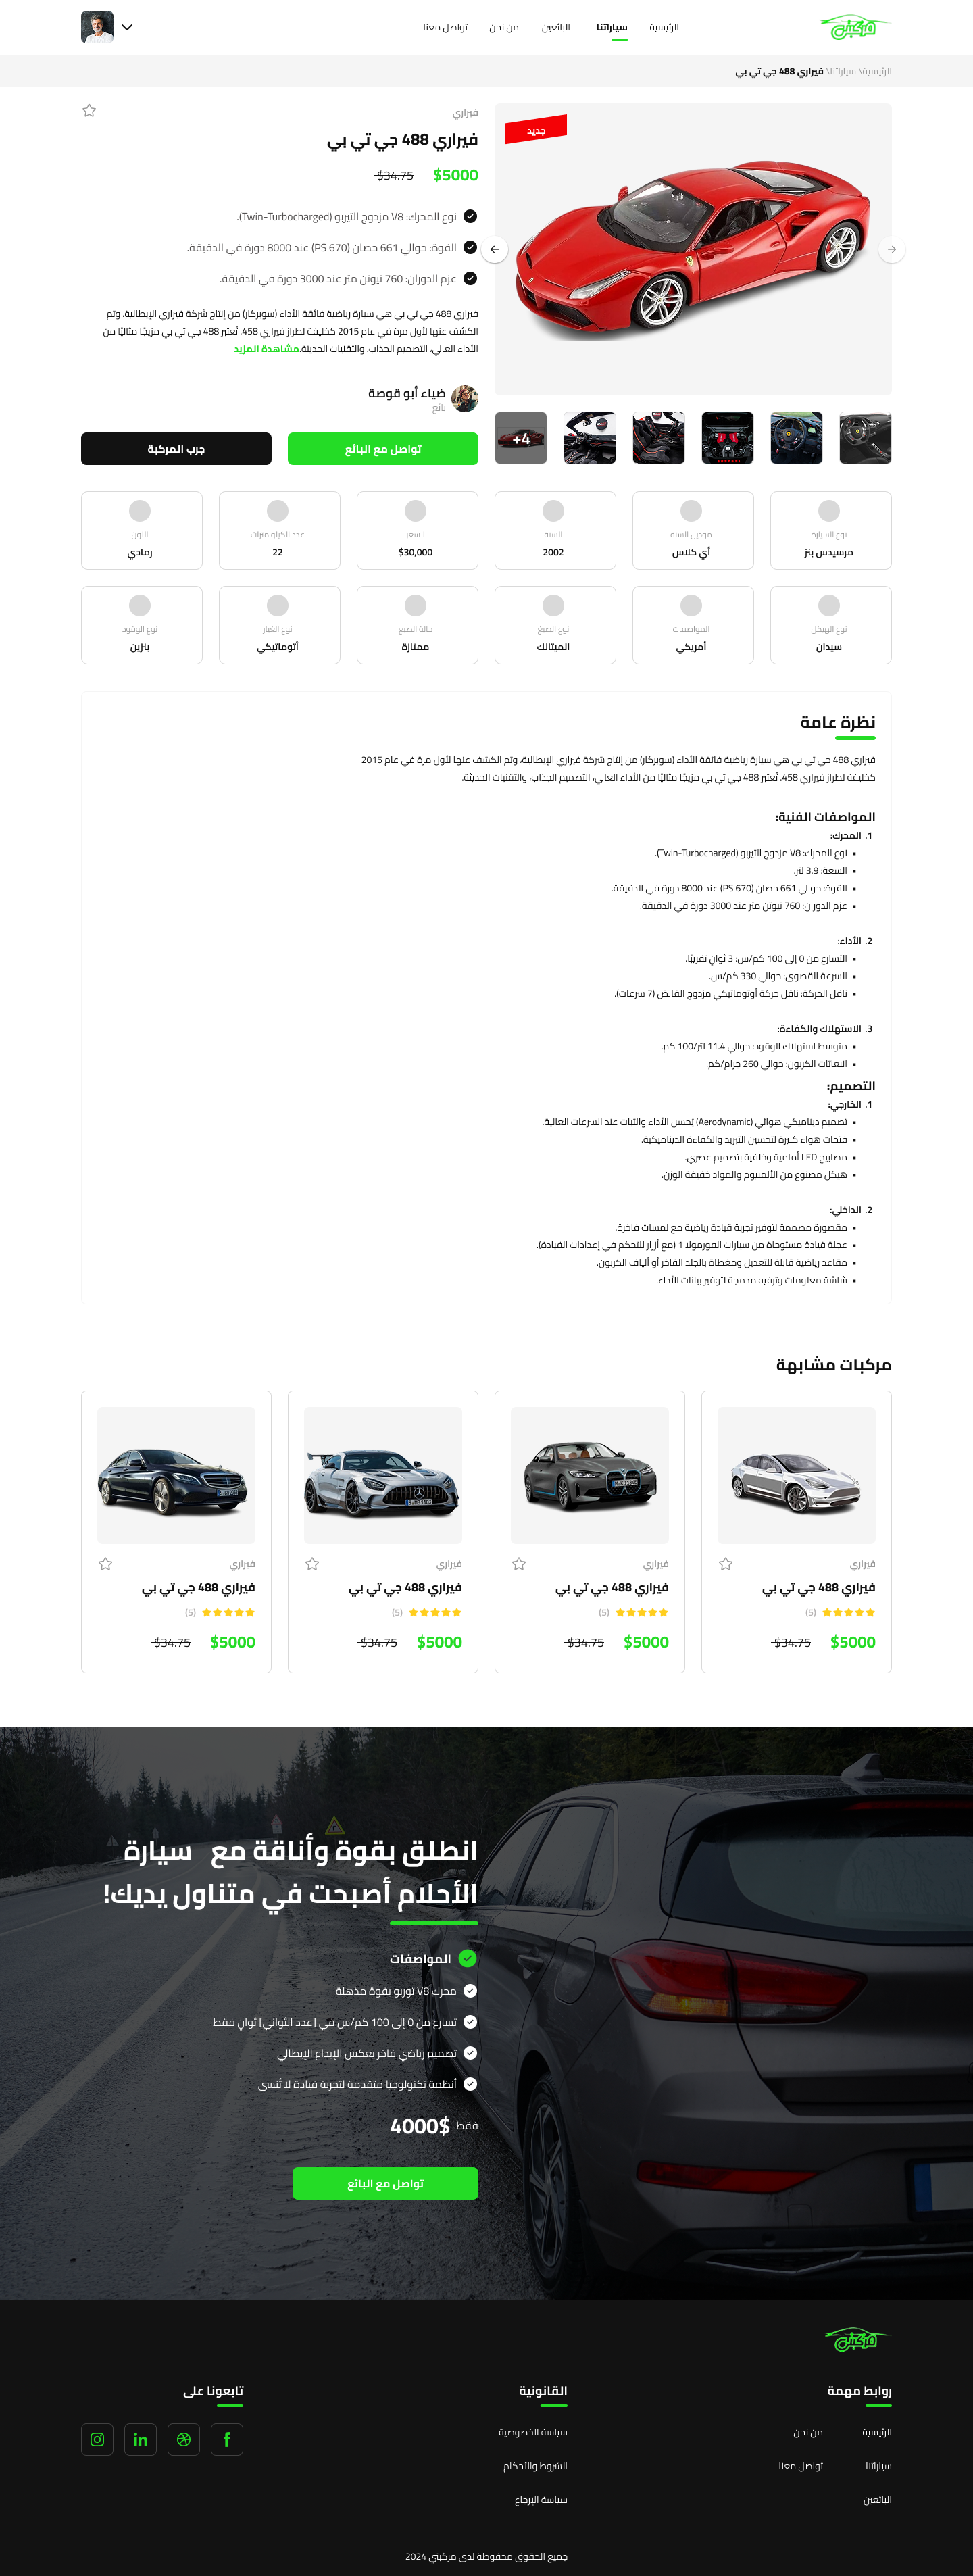 مركبتي
الرئيسية
سياراتنا
البائعين
من نحن
تواصل معنا
الرئيسية\ سياراتنا\ فيراري 488 جي تي بي
جديد
+4
فيراري
فيراري 488 جي تي بي
$5000 $34.75
نوع المحرك: V8 مزدوج التيربو (Twin-Turbocharged).
القوة: حوالي 661 حصان (670 PS) عند 8000 دورة في الدقيقة.
عزم الدوران: 760 نيوتن متر عند 3000 دورة في الدقيقة.
فيراري 488 جي تي بي هي سيارة رياضية فائقة الأداء (سوبركار) من إنتاج شركة فيراري الإيطالية، وتم
الكشف عنها لأول مرة في عام 2015 كخليفة لطراز فيراري 458. تُعتبر 488 جي تي بي مزيجًا مثاليًا من
الأداء العالي، التصميم الجذاب، والتقنيات الحديثة.مشاهدة المزيد
ضياء أبو قوصة
بائع
تواصل مع البائع
جرب المركبة
نوع السيارة
مرسيدس بنز
موديل السنة
أي كلاس
السنة
2002
السعر
$30,000
عدد الكيلو مترات
22
اللون
رمادي
نوع الهيكل
سيدان
المواصفات
أمريكي
نوع الصبغ
الميتالك
حالة الصبغ
ممتازة
نوع الغيار
أتوماتيكي
نوع الوقود
بنزين
نظرة عامة
فيراري 488 جي تي بي هي سيارة رياضية فائقة الأداء (سوبركار) من إنتاج شركة فيراري الإيطالية، وتم الكشف عنها لأول مرة في عام 2015
كخليفة لطراز فيراري 458. تُعتبر 488 جي تي بي مزيجًا مثاليًا من الأداء العالي، التصميم الجذاب، والتقنيات الحديثة.
المواصفات الفنية:
1. المحرك:
• نوع المحرك: V8 مزدوج التيربو (Twin-Turbocharged).
• السعة: 3.9 لتر.
• القوة: حوالي 661 حصان (670 PS) عند 8000 دورة في الدقيقة.
• عزم الدوران: 760 نيوتن متر عند 3000 دورة في الدقيقة.
2. الأداء:
• التسارع من 0 إلى 100 كم/س: 3 ثوانٍ تقريبًا.
• السرعة القصوى: حوالي 330 كم/س.
• ناقل الحركة: ناقل حركة أوتوماتيكي مزدوج القابض (7 سرعات).
3. الاستهلاك والكفاءة:
• متوسط استهلاك الوقود: حوالي 11.4 لتر/100 كم.
• انبعاثات الكربون: حوالي 260 جرام/كم.
التصميم:
1. الخارجي:
• تصميم ديناميكي هوائي (Aerodynamic) يُحسن الأداء والثبات عند السرعات العالية.
• فتحات هواء كبيرة لتحسين التبريد والكفاءة الديناميكية.
• مصابيح LED أمامية وخلفية بتصميم عصري.
• هيكل مصنوع من الألمنيوم والمواد خفيفة الوزن.
2. الداخلي:
• مقصورة مصممة لتوفير تجربة قيادة رياضية مع لمسات فاخرة.
• عجلة قيادة مستوحاة من سيارات الفورمولا 1 (مع أزرار للتحكم في إعدادات القيادة).
• مقاعد رياضية قابلة للتعديل ومغطاة بالجلد الفاخر أو ألياف الكربون.
• شاشة معلومات وترفيه مدمجة لتوفير بيانات الأداء.
مركبات مشابهة
فيراري
فيراري 488 جي تي بي
(5)
$5000 $34.75
فيراري
فيراري 488 جي تي بي
(5)
$5000 $34.75
فيراري
فيراري 488 جي تي بي
(5)
$5000 $34.75
فيراري
فيراري 488 جي تي بي
(5)
$5000 $34.75
انطلق بقوة وأناقة مع سيارة
الأحلام أصبحت في متناول يديك!
المواصفات
محرك V8 توربو بقوة مذهلة
تسارع من 0 إلى 100 كم/س في [عدد الثواني] ثوانٍ فقط
تصميم رياضي فاخر يعكس الإبداع الإيطالي
أنظمة تكنولوجيا متقدمة لتجربة قيادة لا تُنسى
فقط 4000$
تواصل مع البائع
مركبتي
روابط مهمة
الرئيسية
من نحن
سياراتنا
تواصل معنا
البائعين
القانونية
سياسة الخصوصية
الشروط والأحكام
سياسة الإرجاع
تابعونا على
جميع الحقوق محفوظة لدى مركبتي 2024